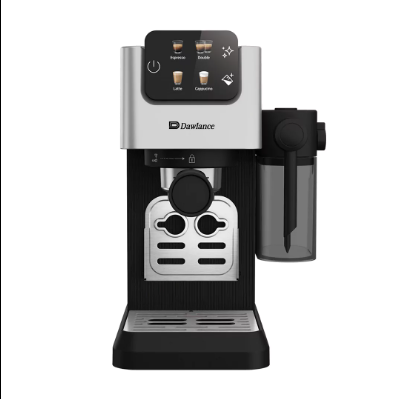 Espresso Double
Latte Cappuccino
Dawlance